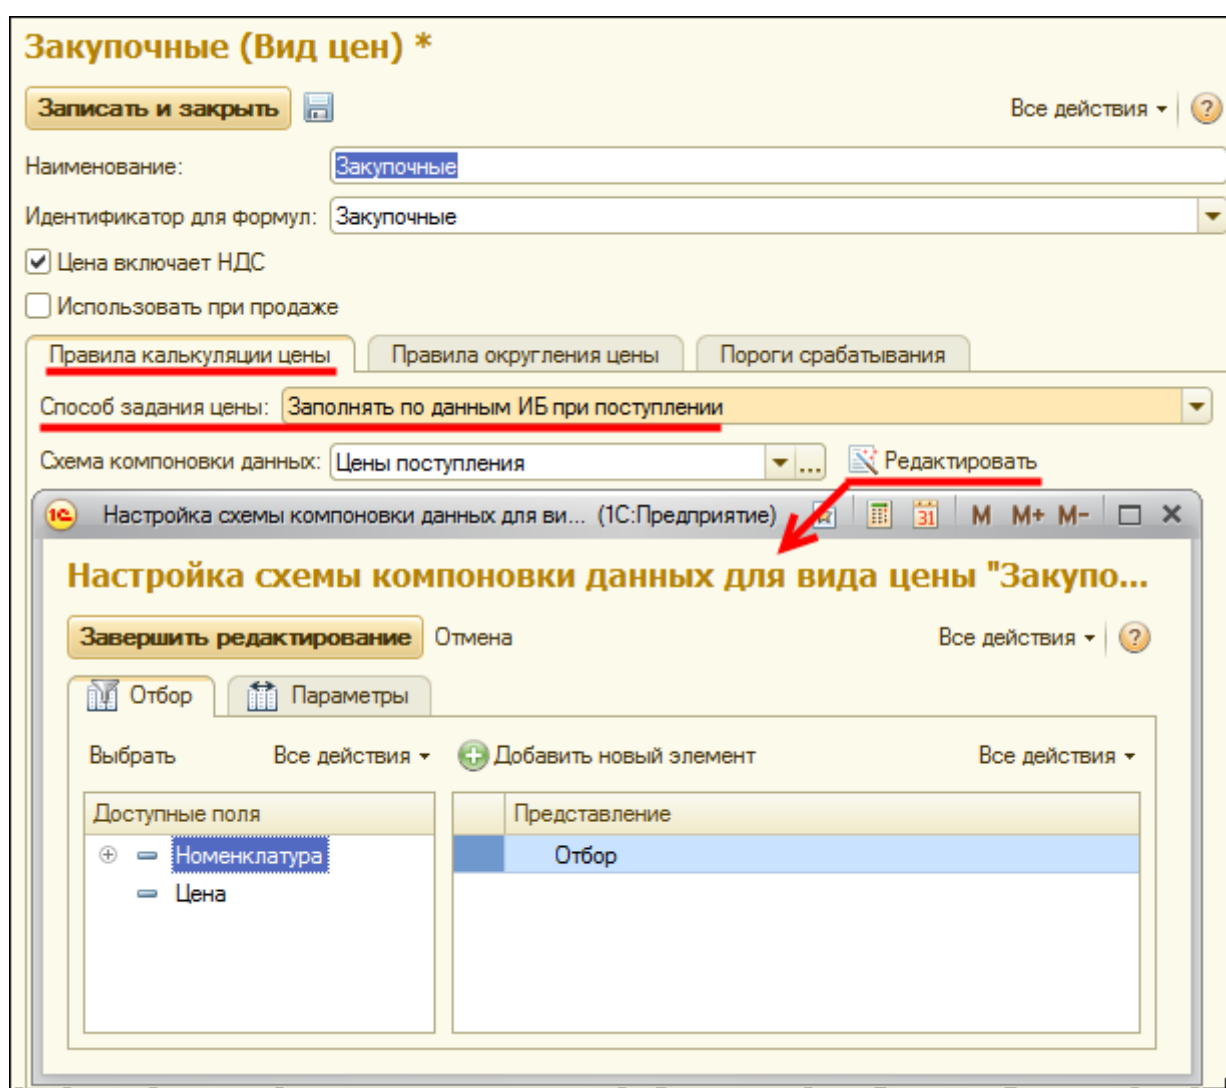 Закупочные (Вид цен) *
Записать и закрыть Все действия ?
Наименование: Закупочные
Идентификатор для формул: Закупочные
Цена включает НДС
Использовать при продаже
Правила калькуляции цены Правила округления цены Пороги срабатывания
Способ задания цены: Заполнять по данным ИБ при поступлении
Схема компоновки данных: Цены поступления ... Редактировать
1С Настройка схемы компоновки данных для ви... (1С:Предприятие) 31 M M+ M-
Настройка схемы компоновки данных для вида цены "Закупо...
Завершить редактирование Отмена Все действия ?
Отбор Параметры
Выбрать Все действия Добавить новый элемент Все действия
Доступные поля Представление
Номенклатура Отбор
Цена